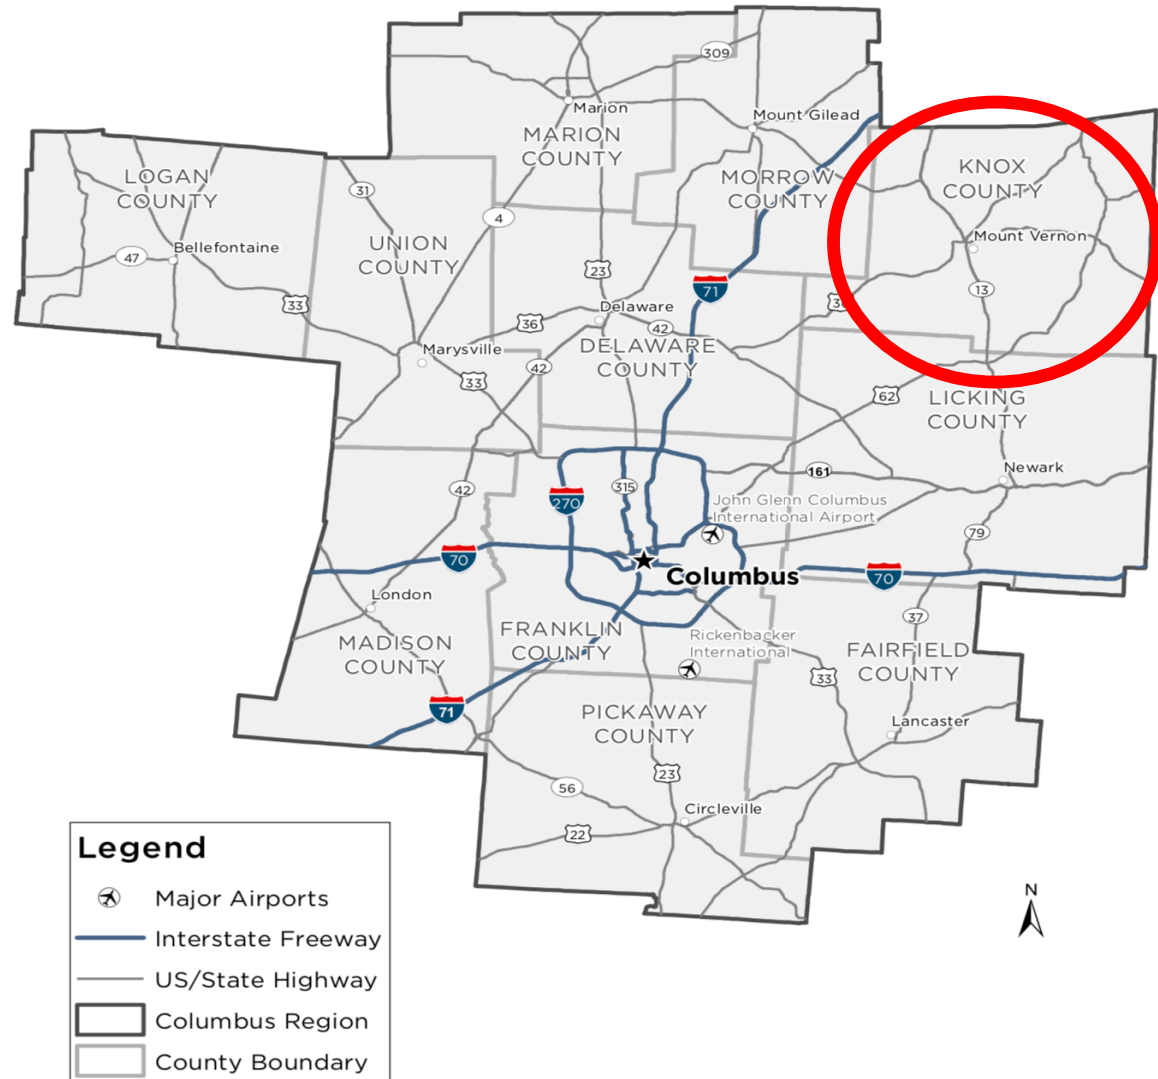 309
Marion
Mount Gilead
MARION
COUNTY
KNOX
COUNTY
LOGAN
COUNTY
MORROW
COUNTY
31
4
UNION
COUNTY
Mount Vernon
47
Bellefontaine
23
71
13
33
Delaware
36
42
Marysville
DELAWARE
COUNTY
42
33
62
LICKING
COUNTY
161
Newark
42
315
270
John Glenn Columbus
International Airport
79
70
Columbus
70
London
37
FRANKLIN
COUNTY
Rickenbacker
International
MADISON
COUNTY
FAIRFIELD
COUNTY
33
71
PICKAWAY
COUNTY
Lancaster
23
56
Circleville
22
Legend
Major Airports
Interstate Freeway
US/State Highway
Columbus Region
County Boundary
N